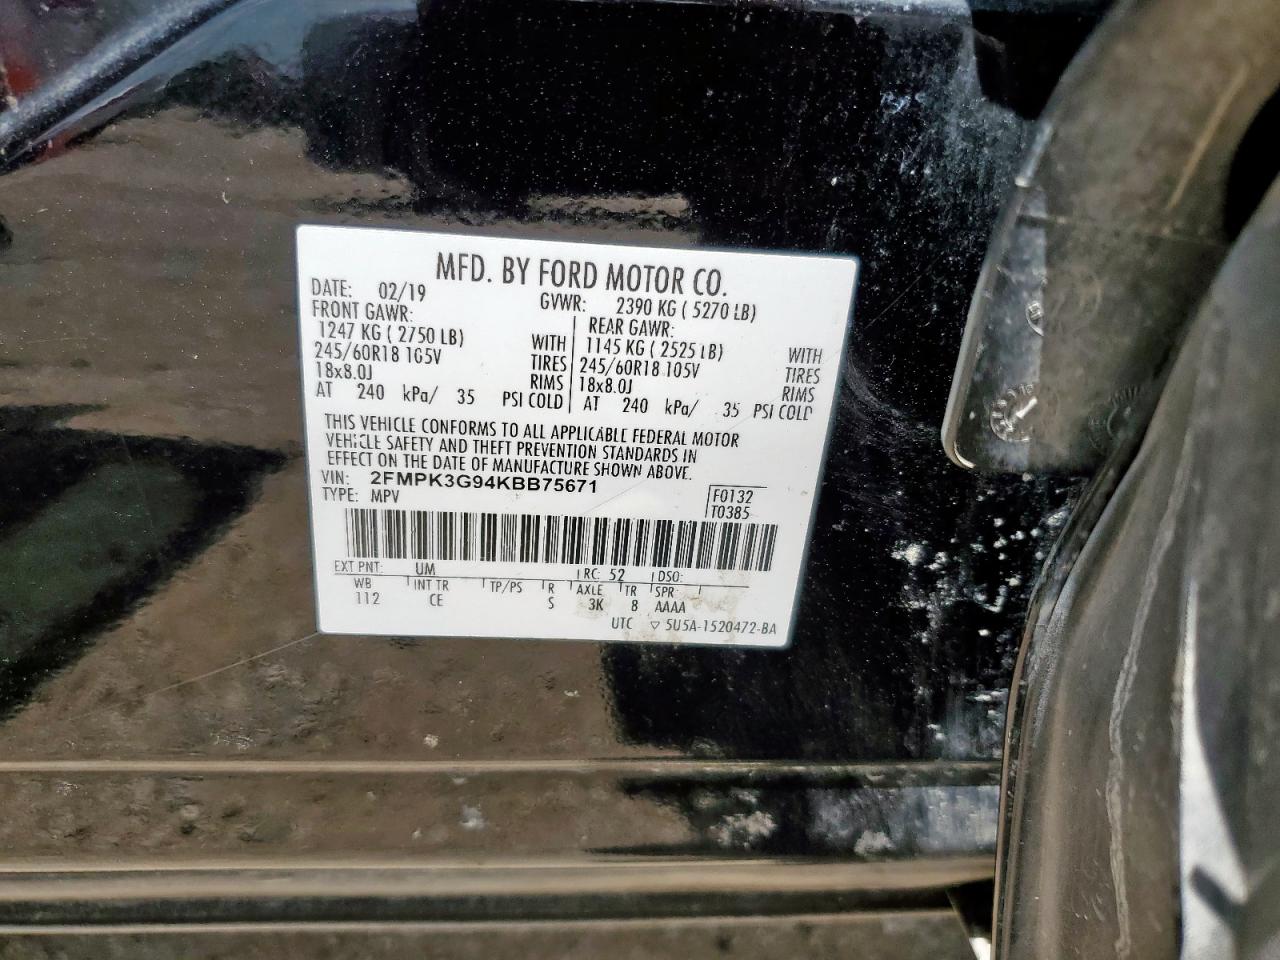 MFD. BY FORD MOTOR CO.
DATE: 02/19 GVWR: 2390 KG ( 5270 LB)
FRONT GAWR: REAR GAWR:
1247 KG ( 2750 LB) WITH 1145 KG ( 2525 LB) WITH
245/60R18 105V TIRES 245/60R18 105V TIRES
18x8.0J RIMS 18x8.0J RIMS
AT 240 kPa/ 35 PSI COLD AT 240 kPa/ 35 PSI COLD
THIS VEHICLE CONFORMS TO ALL APPLICABLE FEDERAL MOTOR
VEHICLE SAFETY AND THEFT PREVENTION STANDARDS IN
EFFECT ON THE DATE OF MANUFACTURE SHOWN ABOVE.
VIN: 2FMPK3G94KBB75671
TYPE: MPV
F0132
T0385
EXT PNT: UM RC: 52 DSO:
WB INT TR TP/PS R AXLE TR SPR
112 CE S 3K 8 AAAA
UTC ▽ 5U5A-1520472-BA